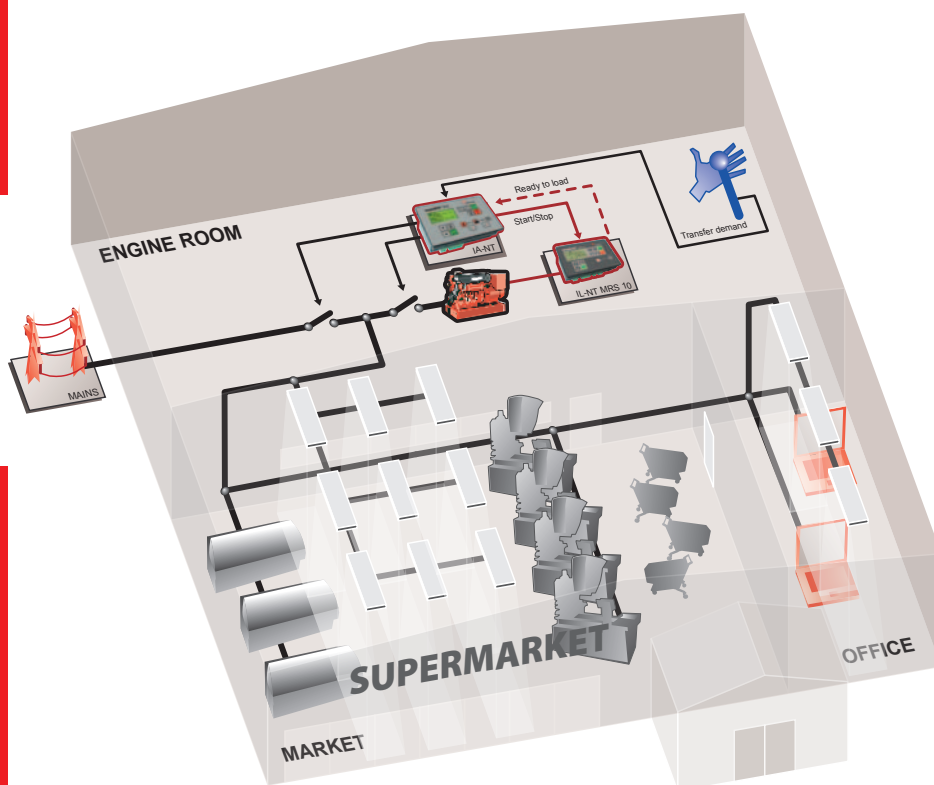 ENGINE ROOM
Ready to load
Start/Stop
Transfer demand
IA-NT
IL-NT MRS 10
MAINS
SUPERMARKET
OFFICE
MARKET